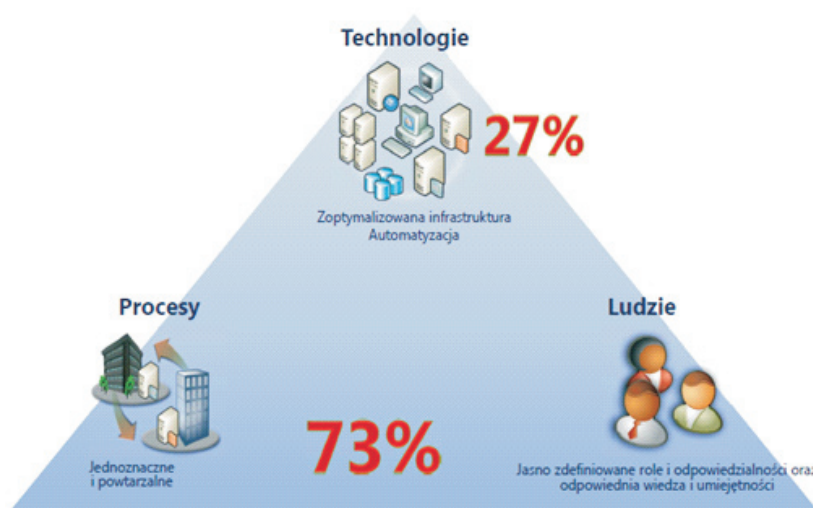 Technologie
27%
Zoptymalizowana infrastruktura
Automatyzacja
Procesy
Ludzie
73%
Jednoznaczne
i powtarzalne
Jasno zdefiniowane role i odpowiedzialności oraz
odpowiednia wiedza i umiejętności